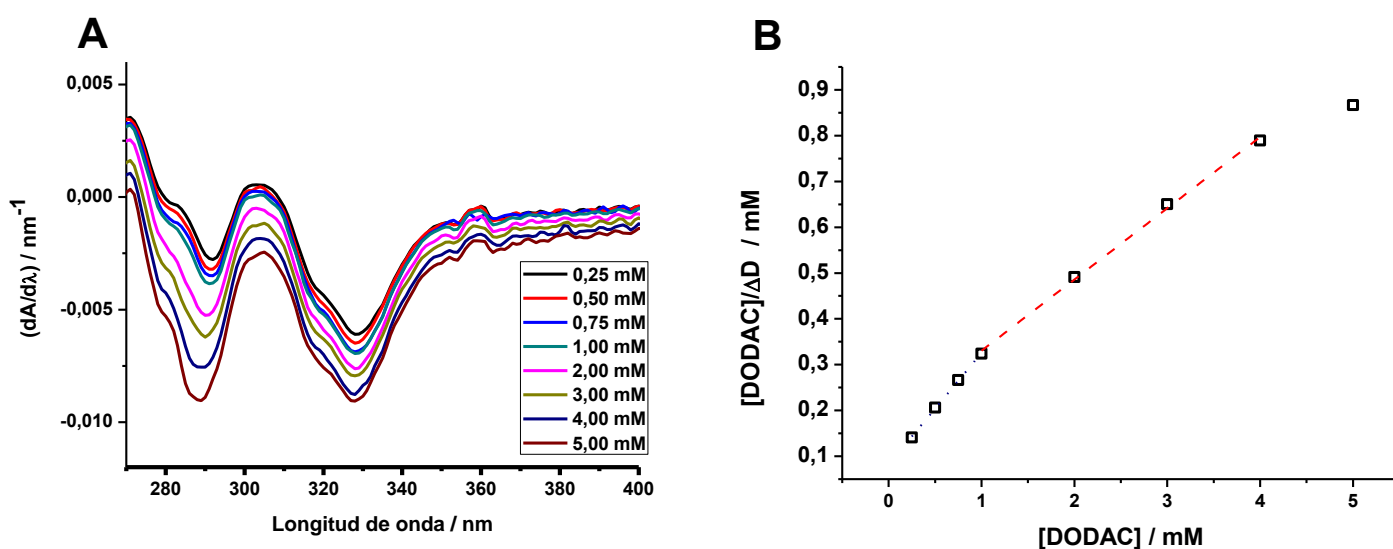 A
0,005
0,000
-0,005
-0,010
(dA/dλ) / nm⁻¹
280 300 320 340 360 380 400
Longitud de onda / nm
0,25 mM
0,50 mM
0,75 mM
1,00 mM
2,00 mM
3,00 mM
4,00 mM
5,00 mM
B
0,9
0,8
0,7
0,6
0,5
0,4
0,3
0,2
0,1
[DODAC]/ΔD / mM
0 1 2 3 4 5
[DODAC] / mM